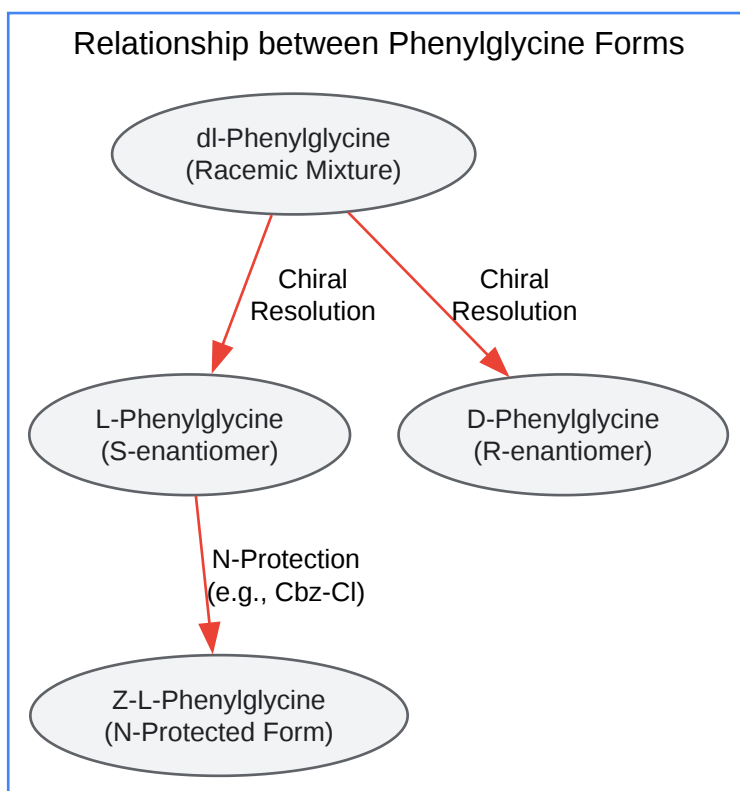 Relationship between Phenylglycine Forms
dl-Phenylglycine
(Racemic Mixture)
Chiral
Resolution
Chiral
Resolution
L-Phenylglycine
(S-enantiomer)
D-Phenylglycine
(R-enantiomer)
N-Protection
(e.g., Cbz-Cl)
Z-L-Phenylglycine
(N-Protected Form)